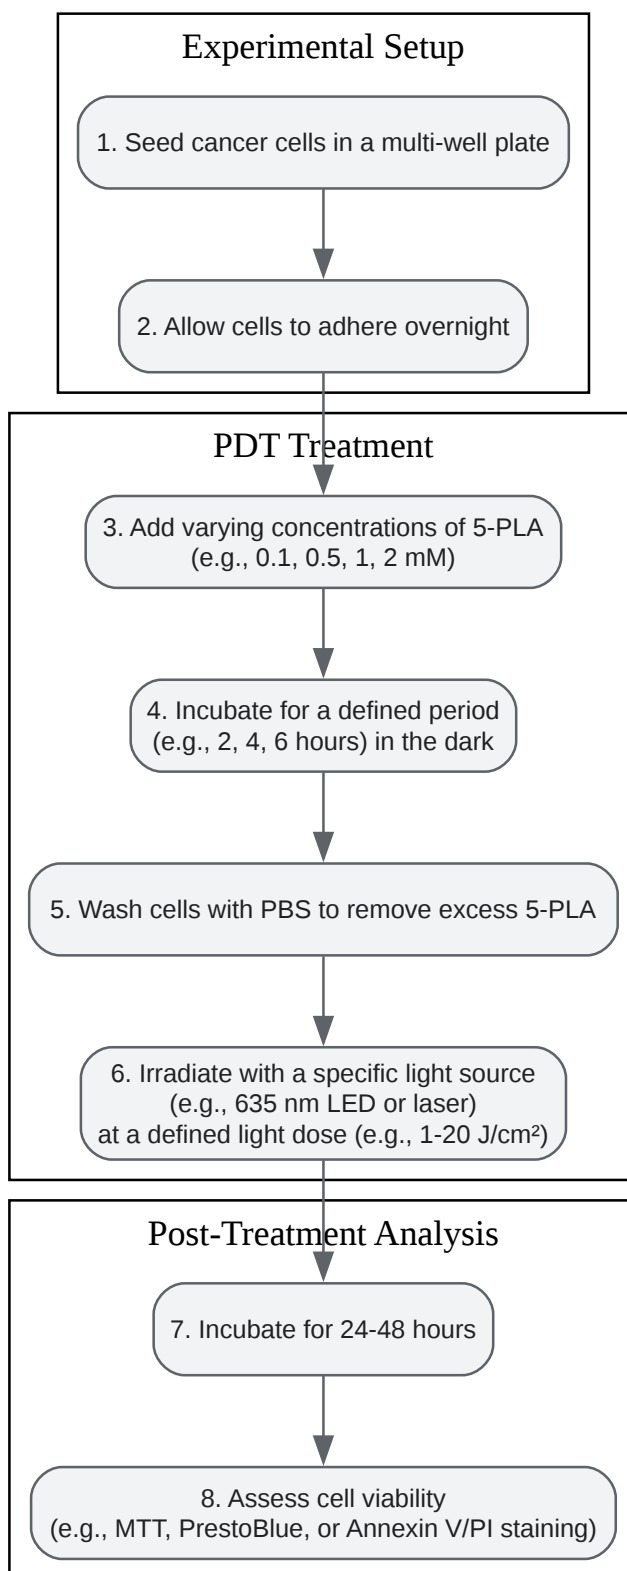 Experimental Setup
1. Seed cancer cells in a multi-well plate
2. Allow cells to adhere overnight
PDT Treatment
3. Add varying concentrations of 5-PLA
(e.g., 0.1, 0.5, 1, 2 mM)
4. Incubate for a defined period
(e.g., 2, 4, 6 hours) in the dark
5. Wash cells with PBS to remove excess 5-PLA
6. Irradiate with a specific light source
(e.g., 635 nm LED or laser)
at a defined light dose (e.g., 1-20 J/cm²)
Post-Treatment Analysis
7. Incubate for 24-48 hours
8. Assess cell viability
(e.g., MTT, PrestoBlue, or Annexin V/PI staining)